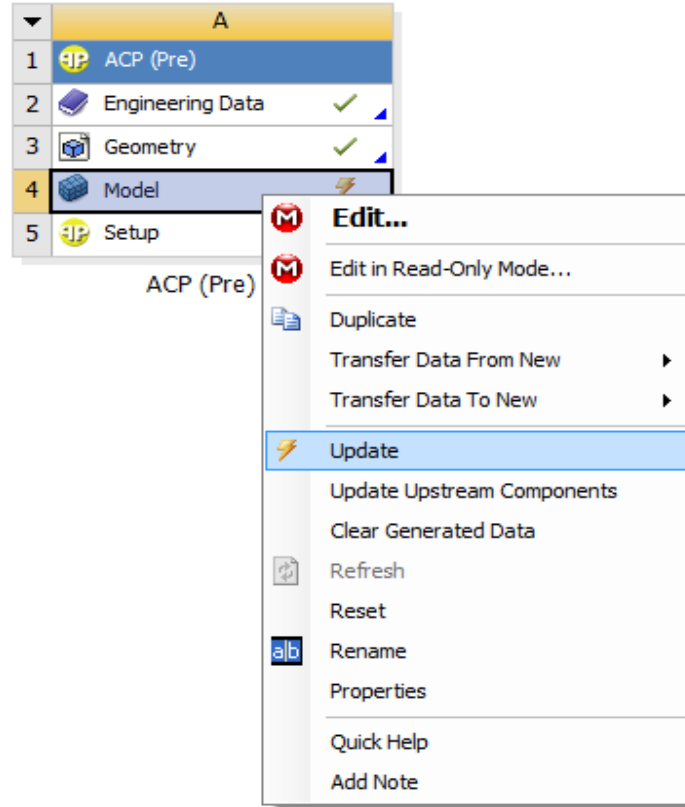 A
1 ACP (Pre)
2 Engineering Data
3 Geometry
4 Model
5 Setup
ACP (Pre)
Edit...
Edit in Read-Only Mode...
Duplicate
Transfer Data From New
Transfer Data To New
Update
Update Upstream Components
Clear Generated Data
Refresh
Reset
a|b Rename
Properties
Quick Help
Add Note